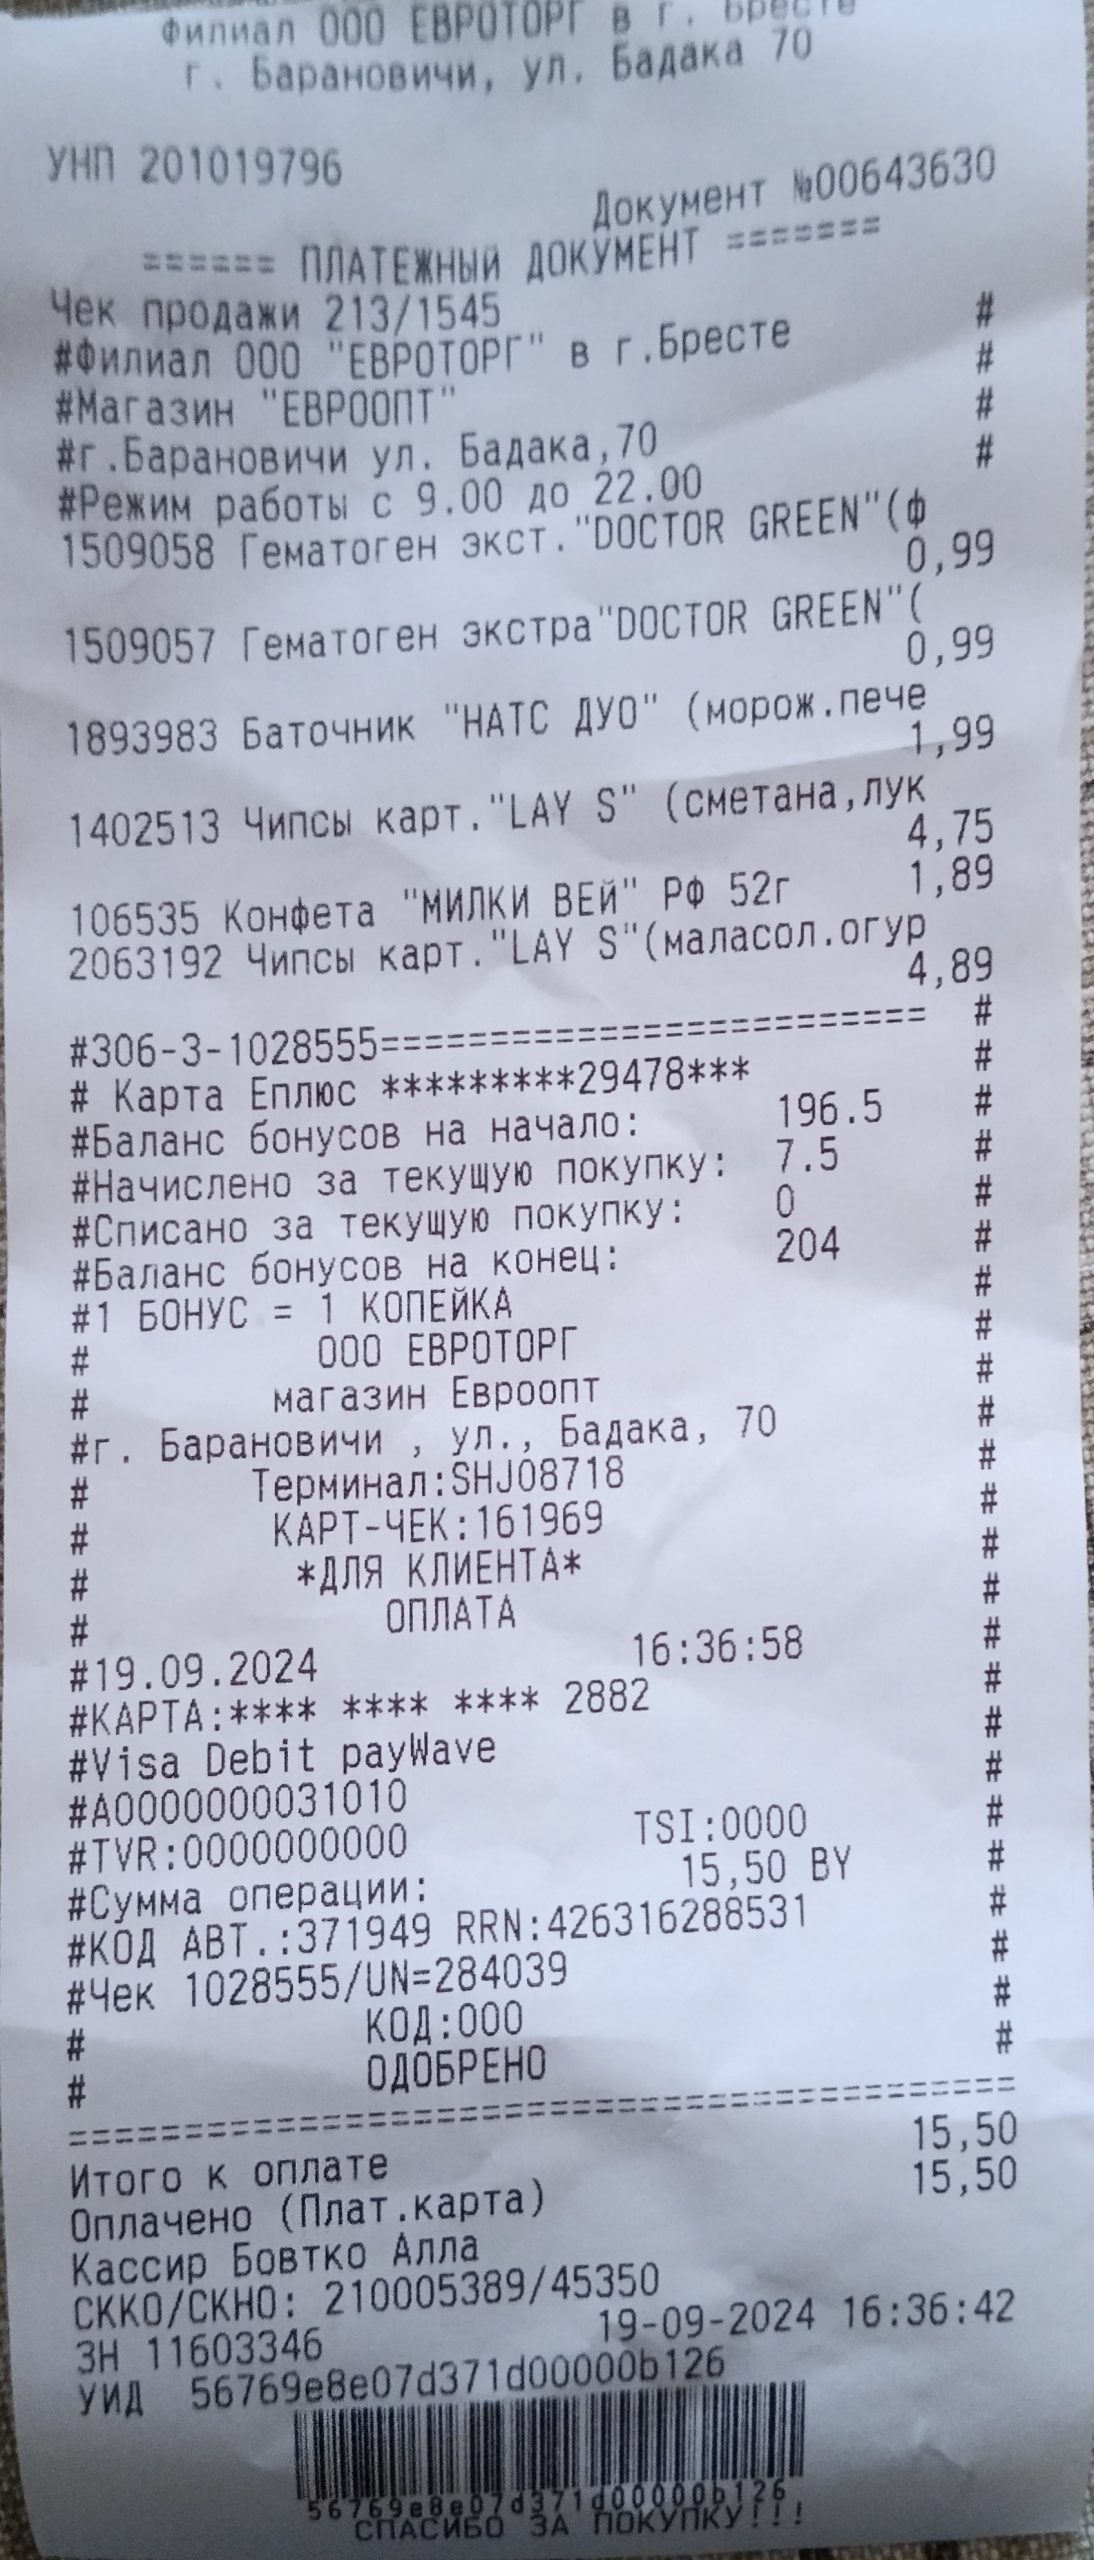 Филиал ООО ЕВРОТОРГ в г. Бресте
г. Барановичи, ул. Бадака 70
УНП 201019796
Документ №00643630
====== ПЛАТЕЖНЫЙ ДОКУМЕНТ =======
Чек продажи 213/1545 #
#Филиал ООО "ЕВРОТОРГ" в г.Бресте #
#Магазин "ЕВРООПТ" #
#г.Барановичи ул. Бадака,70 #
#Режим работы с 9.00 до 22.00
1509058 Гематоген экст."DOCTOR GREEN"(ф
0,99
1509057 Гематоген экстра"DOCTOR GREEN"(
0,99
1893983 Баточник "НАТС ДУО" (морож.пече
1,99
1402513 Чипсы карт."LAY S" (сметана,лук
4,75
106535 Конфета "МИЛКИ ВЕЙ" РФ 52г 1,89
2063192 Чипсы карт."LAY S"(маласол.огур
4,89
#306-3-1028555======================== #
# Карта Еплюс *********29478*** #
#Баланс бонусов на начало: 196.5 #
#Начислено за текущую покупку: 7.5 #
#Списано за текущую покупку: 0 #
#Баланс бонусов на конец: 204 #
#1 БОНУС = 1 КОПЕЙКА #
# ООО ЕВРОТОРГ #
# магазин Евроопт #
#г. Барановичи , ул., Бадака, 70 #
# Терминал:SHJ08718 #
# КАРТ-ЧЕК:161969 #
# *ДЛЯ КЛИЕНТА* #
# ОПЛАТА #
#19.09.2024 16:36:58 #
#КАРТА:**** **** **** 2882 #
#Visa Debit payWave #
#A0000000031010 #
#TVR:0000000000 TSI:0000 #
#Сумма операции: 15,50 BY #
#КОД АВТ.:371949 RRN:426316288531 #
#Чек 1028555/UN=284039 #
# КОД:000 #
# ОДОБРЕНО #
=========================================
Итого к оплате 15,50
Оплачено (Плат.карта) 15,50
Кассир Бовтко Алла
СККО/СКНО: 210005389/45350
ЗН 11603346 19-09-2024 16:36:42
УИД 56769e8e07d371d00000b126
56769e8e07d371d00000b126
СПАСИБО ЗА ПОКУПКУ!!!